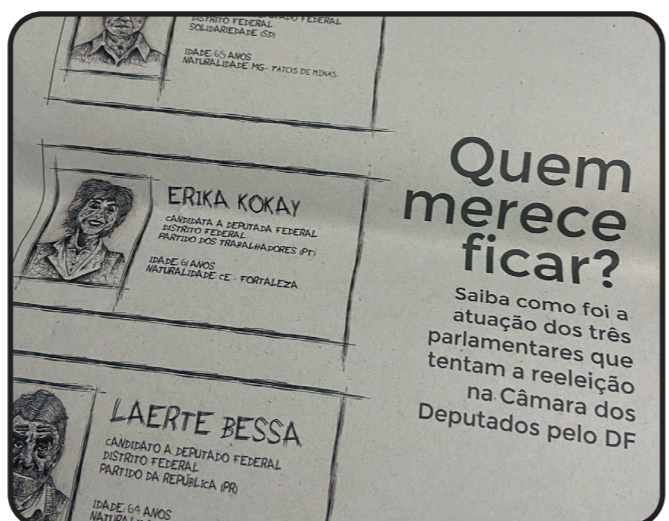 DISTRITO FEDERAL
SOLIDARIEDADE (SD)
IDADE: 65 ANOS
NATURALIDADE MG - PATOS DE MINAS
ERIKA KOKAY
CANDIDATA A DEPUTADA FEDERAL
DISTRITO FEDERAL
PARTIDO DOS TRABALHADORES (PT)
IDADE: 61 ANOS
NATURALIDADE: CE - FORTALEZA
LAERTE BESSA
CANDIDATO A DEPUTADO FEDERAL
DISTRITO FEDERAL
PARTIDO DA REPÚBLICA (PR)
IDADE: 64 ANOS
Quem
merece
ficar?
Saiba como foi a
atuação dos três
parlamentares que
tentam a reeleição
na Câmara dos
Deputados pelo DF